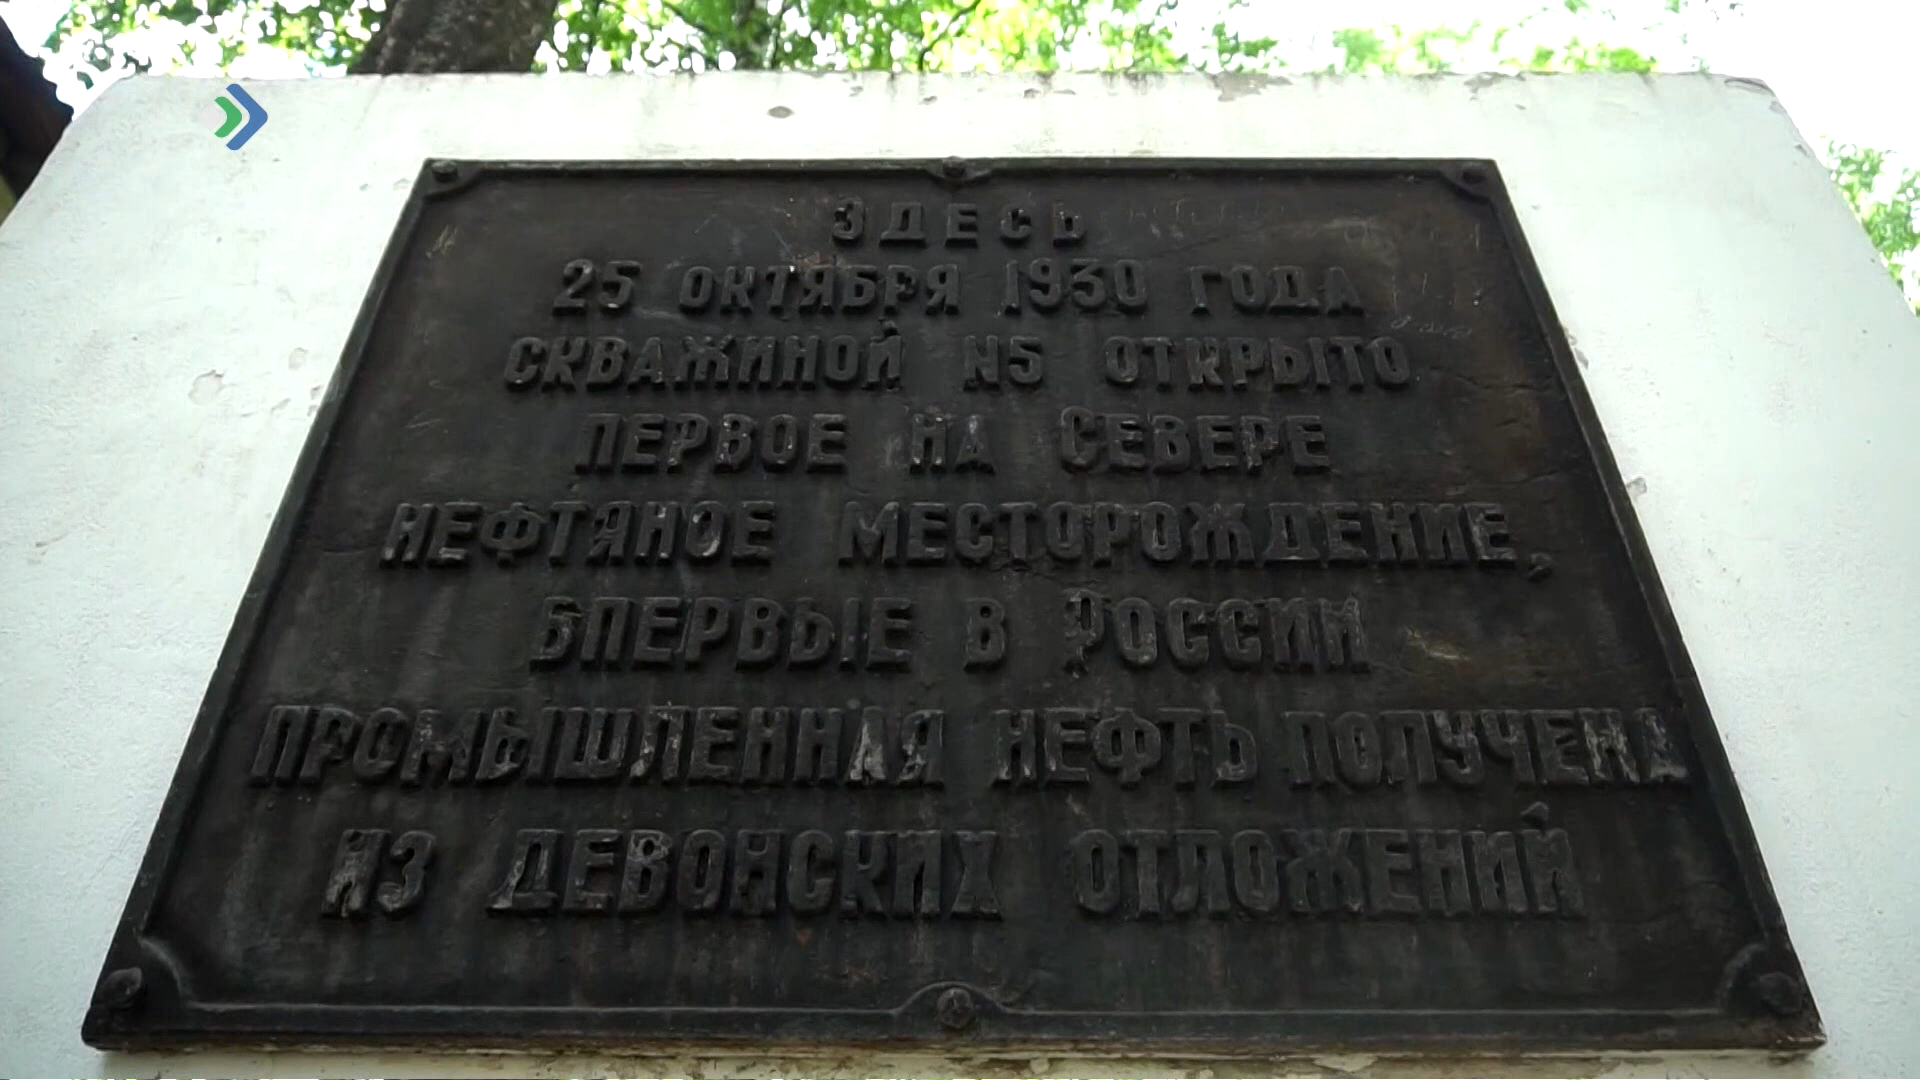 ЗДЕСЬ
25 ОКТЯБРЯ 1930 ГОДА
СКВАЖИНОЙ N5 ОТКРЫТО
ПЕРВОЕ НА СЕВЕРЕ
НЕФТЯНОЕ МЕСТОРОЖДЕНИЕ,
ВПЕРВЫЕ В РОССИИ
ПРОМЫШЛЕННАЯ НЕФТЬ ПОЛУЧЕНА
ИЗ ДЕВОНСКИХ ОТЛОЖЕНИЙ